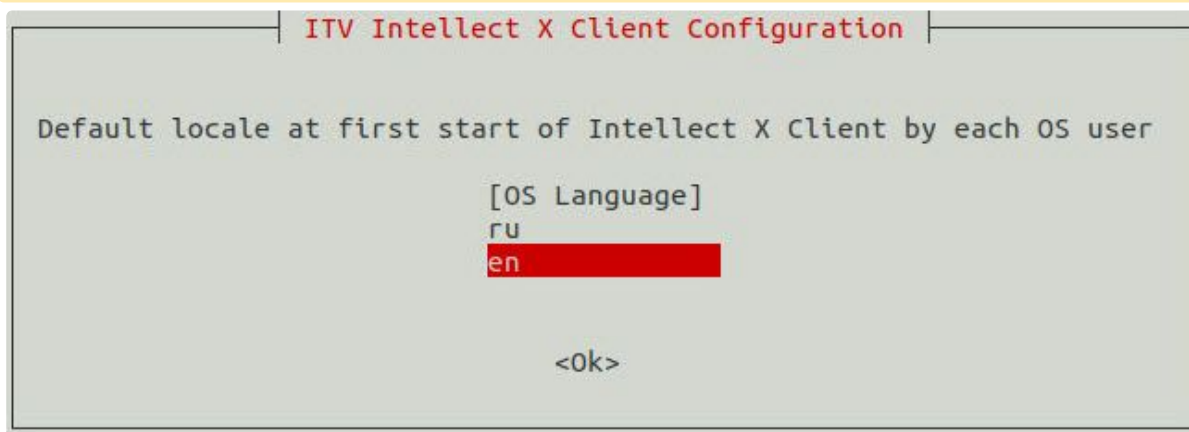 ITV Intellect X Client Configuration
Default locale at first start of Intellect X Client by each OS user
[OS Language]
ru
en
<Ok>